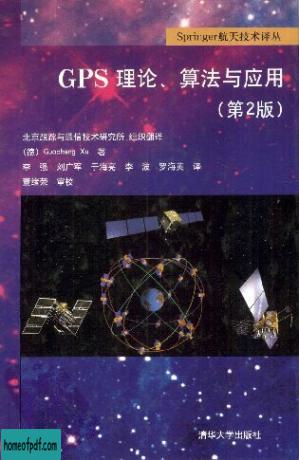 Springer航天技术译丛
GPS 理论、算法与应用
（第2版）
北京跟踪与通信技术研究所 组织翻译
（德） Guochang Xu 著
李强 刘广军 于海亮 李波 罗海英 译
董绪荣 审校
清华大学出版社
homeofpdf.com